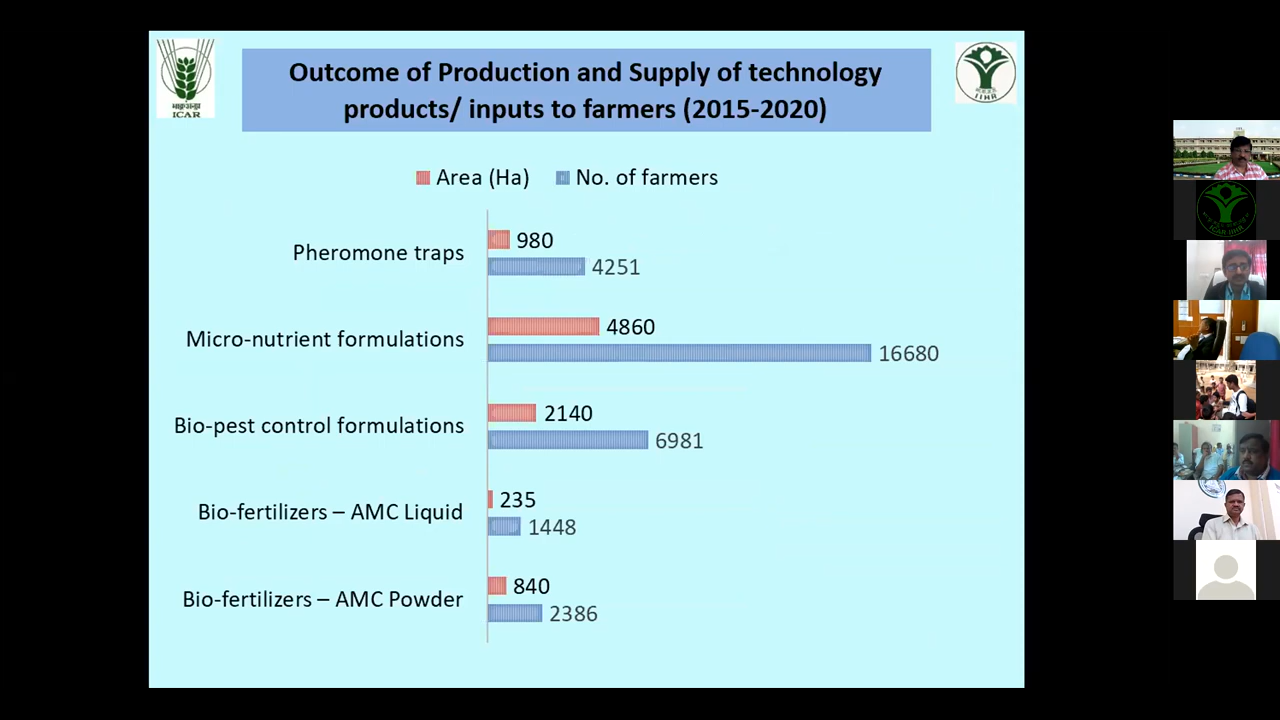 Outcome of Production and Supply of technology
products/ inputs to farmers (2015-2020)
ICAR
IIHR
Area (Ha) No. of farmers
Pheromone traps
980
4251
Micro-nutrient formulations
4860
16680
Bio-pest control formulations
2140
6981
Bio-fertilizers – AMC Liquid
235
1448
Bio-fertilizers – AMC Powder
840
2386